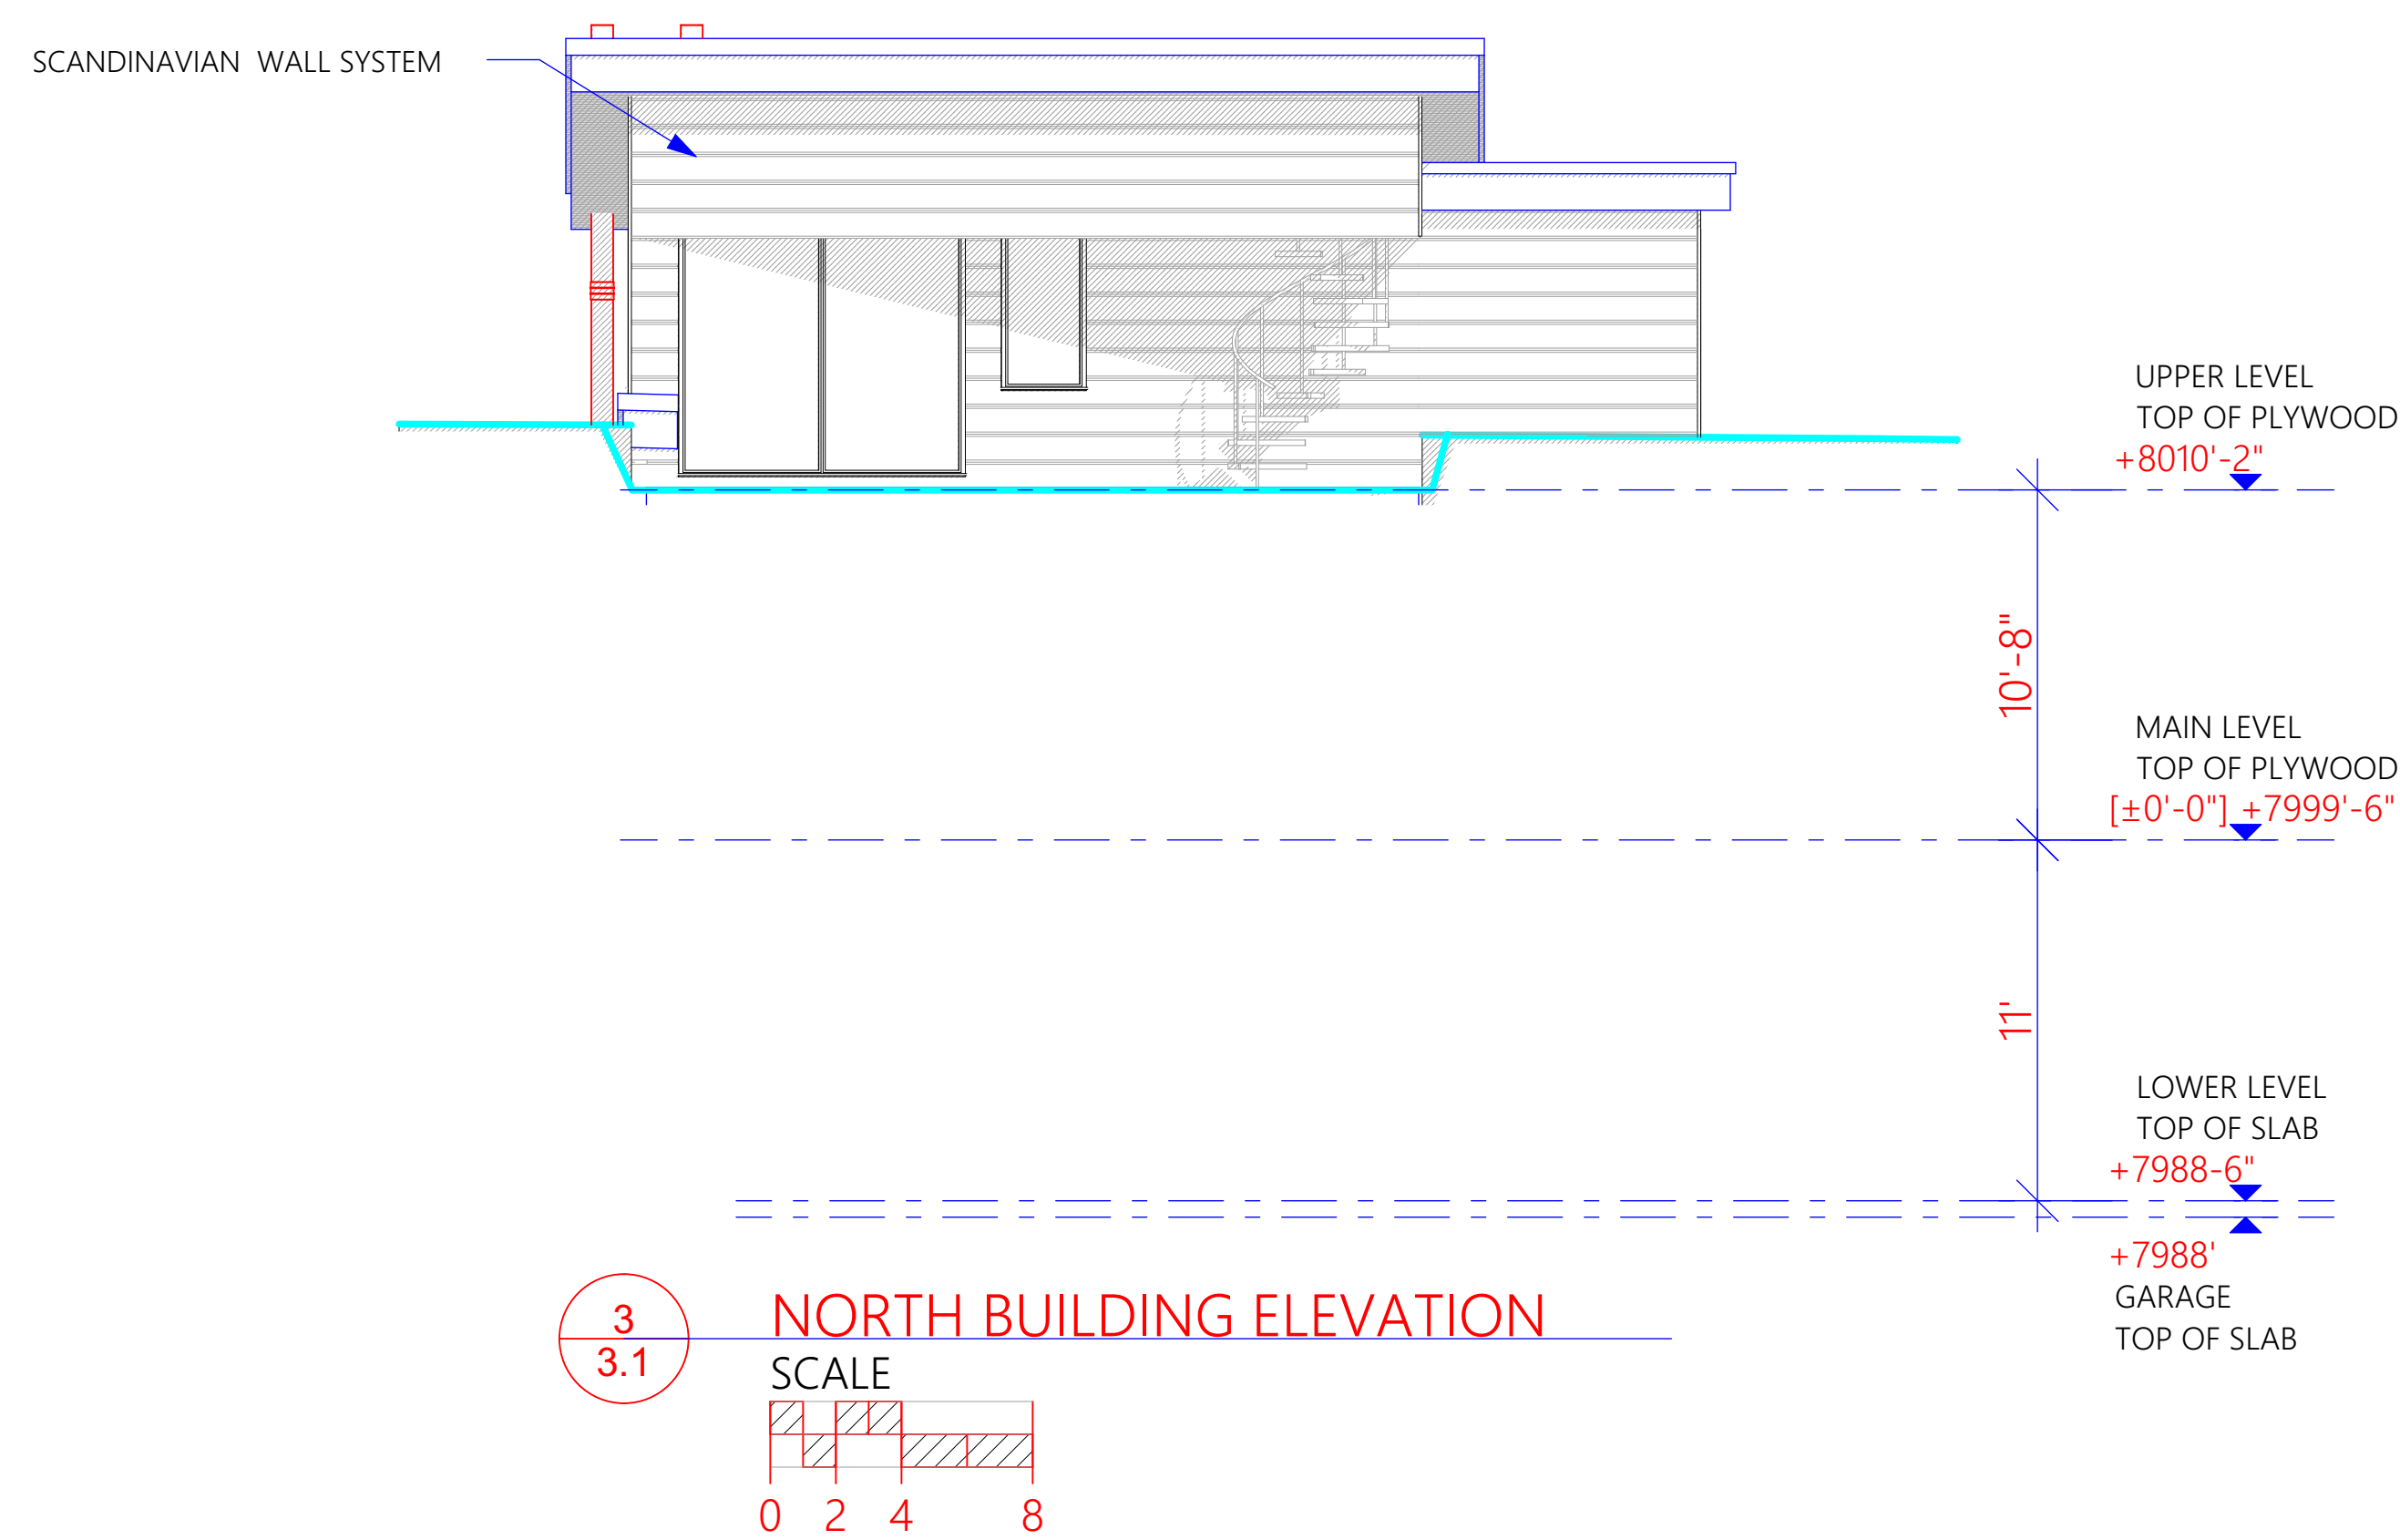 SCANDINAVIAN  WALL SYSTEM
UPPER LEVEL
TOP OF PLYWOOD
+8010'-2"
10'-8"
MAIN LEVEL
TOP OF PLYWOOD
[±0'-0"] +7999'-6"
11'
LOWER LEVEL
TOP OF SLAB
+7988-6"
+7988'
GARAGE
TOP OF SLAB
3
3.1
NORTH BUILDING ELEVATION
SCALE
0 2 4 8